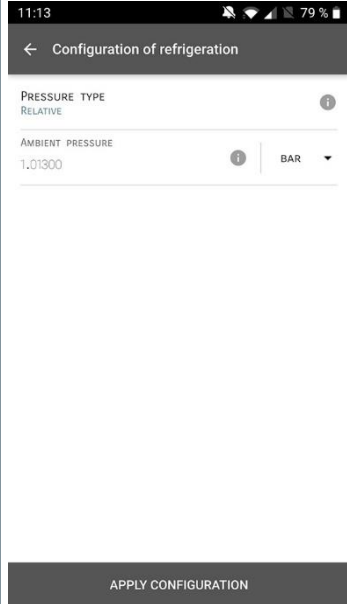 11:13 79 %
Configuration of refrigeration
PRESSURE TYPE
RELATIVE
AMBIENT PRESSURE
1.01300 BAR
APPLY CONFIGURATION